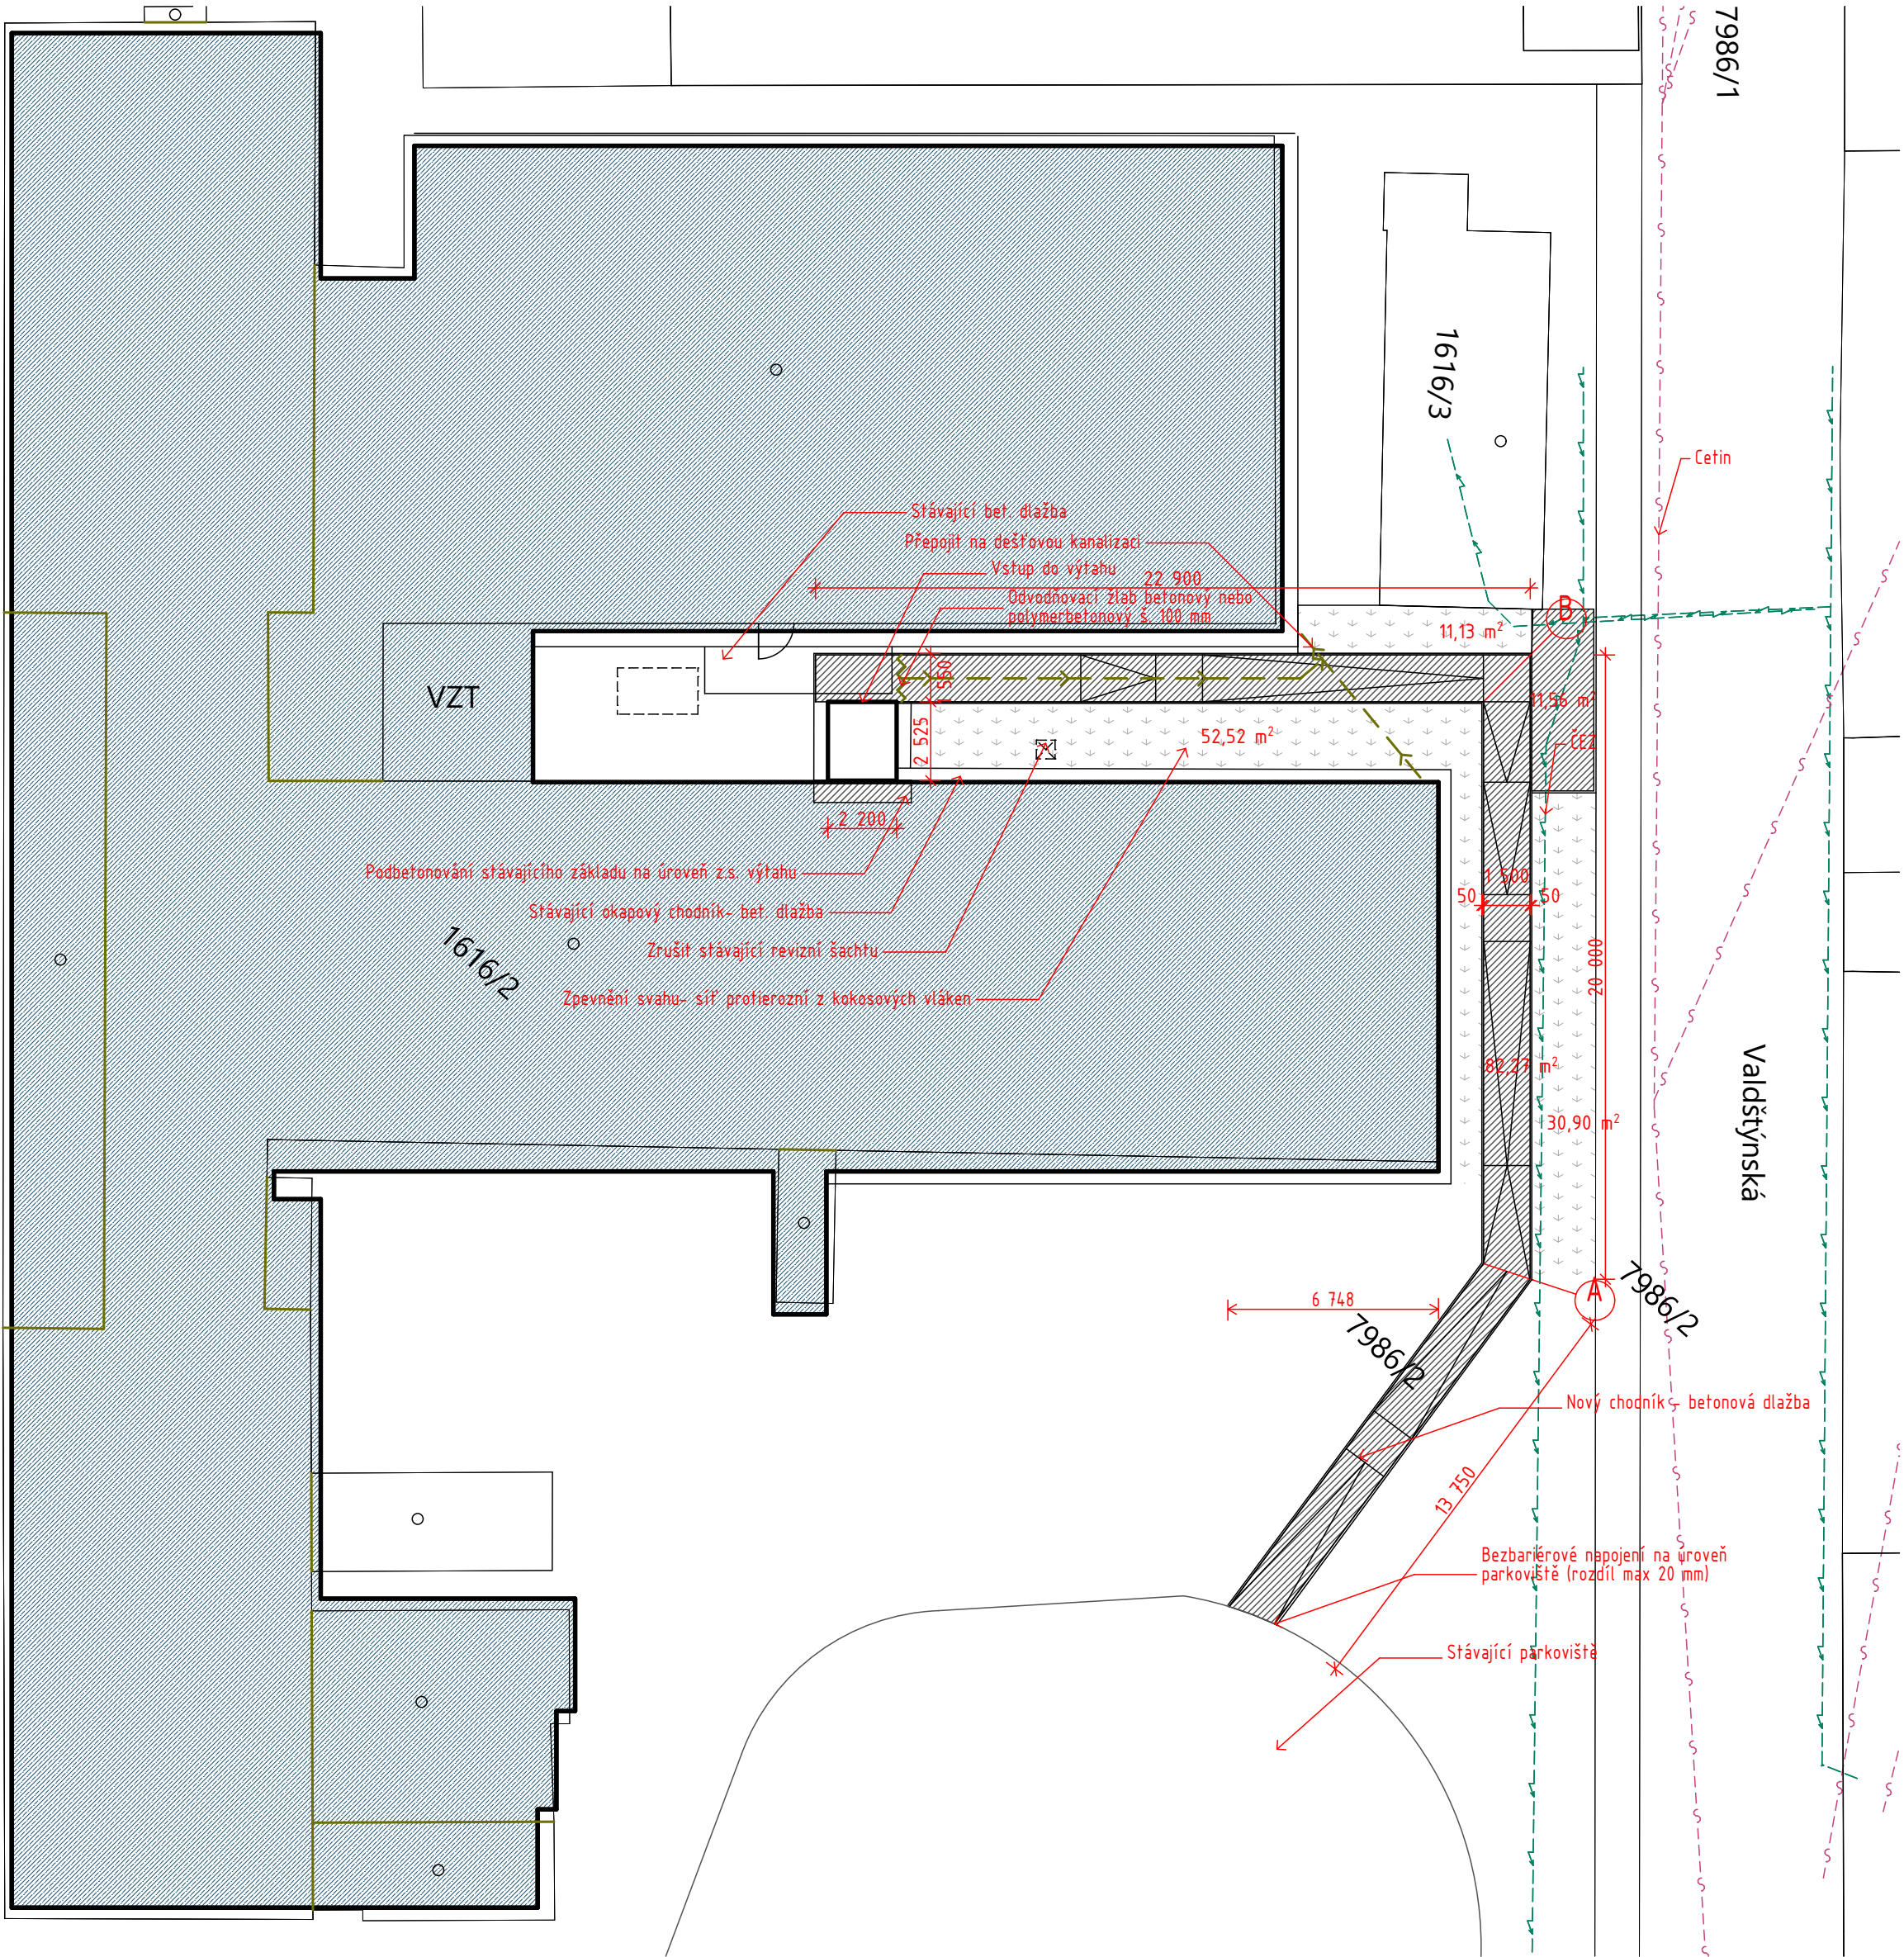 7986/1
1616/3
Cetin
Stávající bet. dlažba
Přepojit na dešťovou kanalizaci
Vstup do výtahu
22 900
Odvodňovací žlab betonový nebo
polymerbetonový š. 100 mm
B
11,13 m²
1 550
VZT
11,56 m²
2 525
52,52 m²
ČEZ
2 200
Podbetonování stávajícího základu na úroveň z.s. výtahu
1 500
50
50
Stávající okapový chodník- bet. dlažba
1616/2
Zrušit stávající revizní šachtu
20 000
Zpevnění svahu- síť protierozní z kokosových vláken
82,27 m²
30,90 m²
Valdštýnská
6 748
A
7986/2
7986/2
Nový chodník - betonová dlažba
13 750
Bezbariérové napojení na úroveň
parkoviště (rozdíl max 20 mm)
Stávající parkoviště